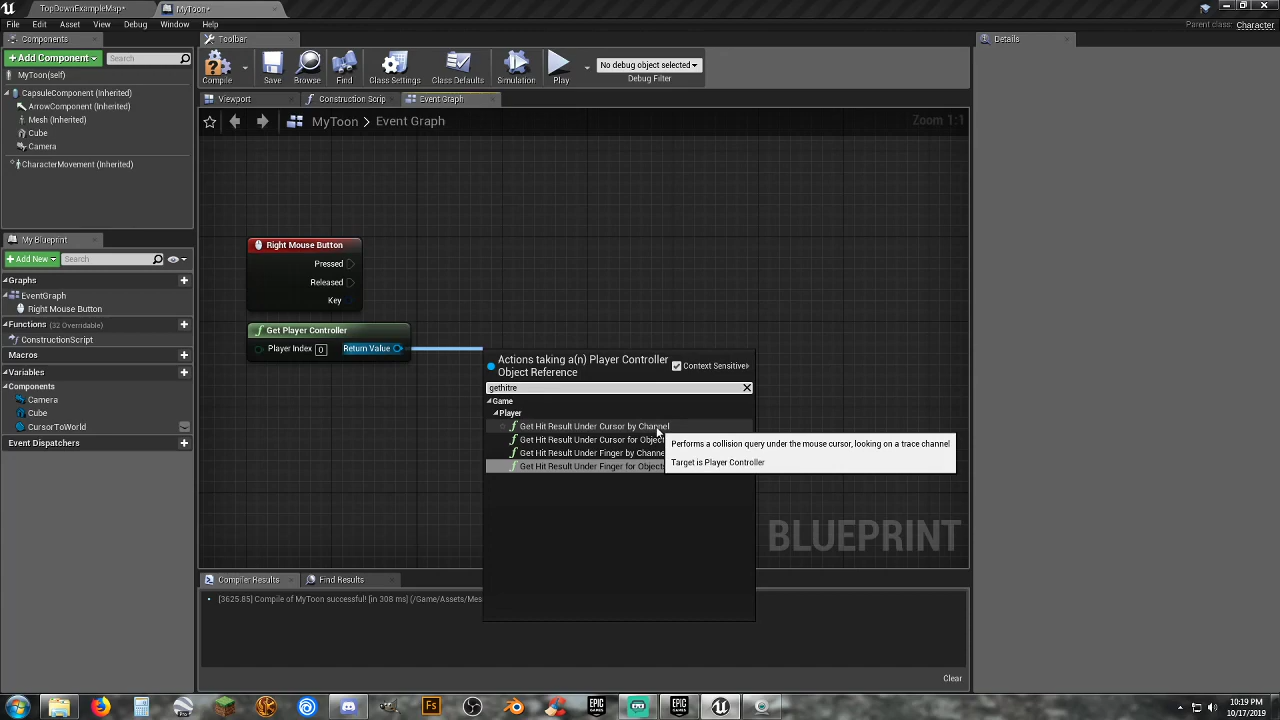 TopDownExampleMap*
MyToon*
File Edit Asset View Debug Window Help
Parent class: Character
Components
Toolbar
Details
+Add Component
Search
MyToon(self)
CapsuleComponent (Inherited)
ArrowComponent (Inherited)
Mesh (Inherited)
Cube
Camera
CharacterMovement (Inherited)
Compile
Save
Browse
Find
Class Settings
Class Defaults
Simulation
Play
No debug object selected
Debug Filter
Viewport
Construction Scrip
Event Graph
MyToon > Event Graph
Zoom 1:1
My Blueprint
+Add New
Search
Graphs
EventGraph
Right Mouse Button
Functions (32 Overridable)
ConstructionScript
Macros
Variables
Components
Camera
Cube
CursorToWorld
Event Dispatchers
Right Mouse Button
Pressed
Released
Key
f Get Player Controller
Player Index 0
Return Value
Actions taking a(n) Player Controller
Object Reference
Context Sensitive
gethitre
Game
Player
f Get Hit Result Under Cursor by Channel
f Get Hit Result Under Cursor for Object
f Get Hit Result Under Finger by Channe
f Get Hit Result Under Finger for Objects
Performs a collision query under the mouse cursor, looking on a trace channel
Target is Player Controller
BLUEPRINT
Compiler Results
Find Results
[3625.85] Compile of MyToon successful! [in 308 ms] (/Game/Assets/Mes
Clear
Fs
EPIC
GAMES
EPIC
GAMES
10:19 PM
10/17/2019